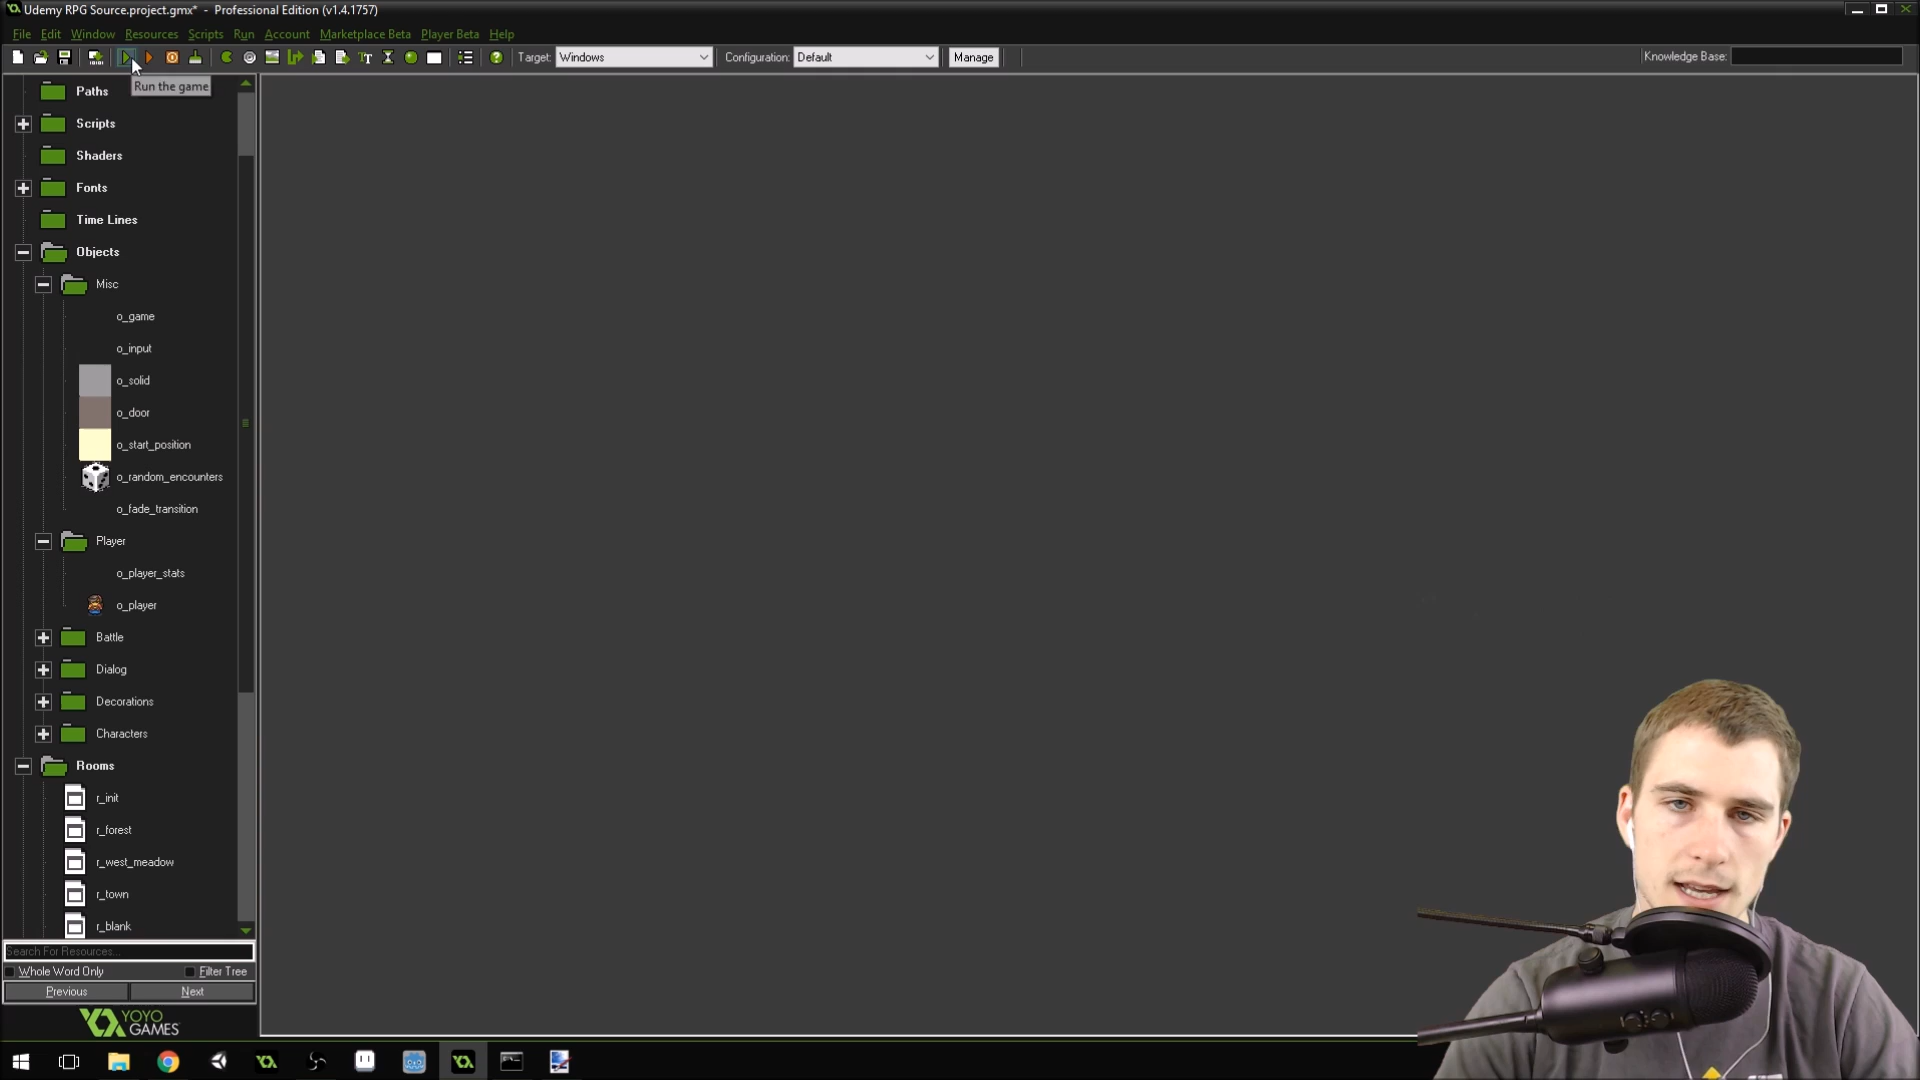 Udemy RPG Source.project.gmx* - Professional Edition (v1.4.1757)
File Edit Window Resources Scripts Run Account Marketplace Beta Player Beta Help
Target: Windows Configuration: Default Manage Knowledge Base:
Run the game
Paths
Scripts
Shaders
Fonts
Time Lines
Objects
Misc
o_game
o_input
o_solid
o_door
o_start_position
o_random_encounters
o_fade_transition
Player
o_player_stats
o_player
Battle
Dialog
Decorations
Characters
Rooms
r_init
r_forest
r_west_meadow
r_town
r_blank
Search For Resources...
Whole Word Only Filter Tree
Previous Next
YOYO
GAMES